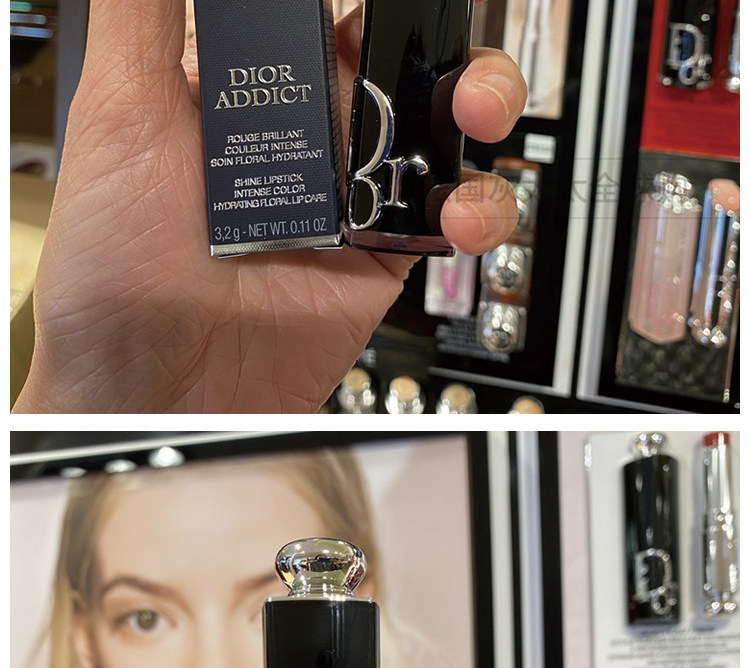 DIOR
ADDICT
ROUGE BRILLANT
COULEUR INTENSE
SOIN FLORAL HYDRATANT
SHINE LIPSTICK
INTENSE COLOR
HYDRATING FLORAL LIP CARE
3,2 g - NET WT. 0.11 OZ
Dior